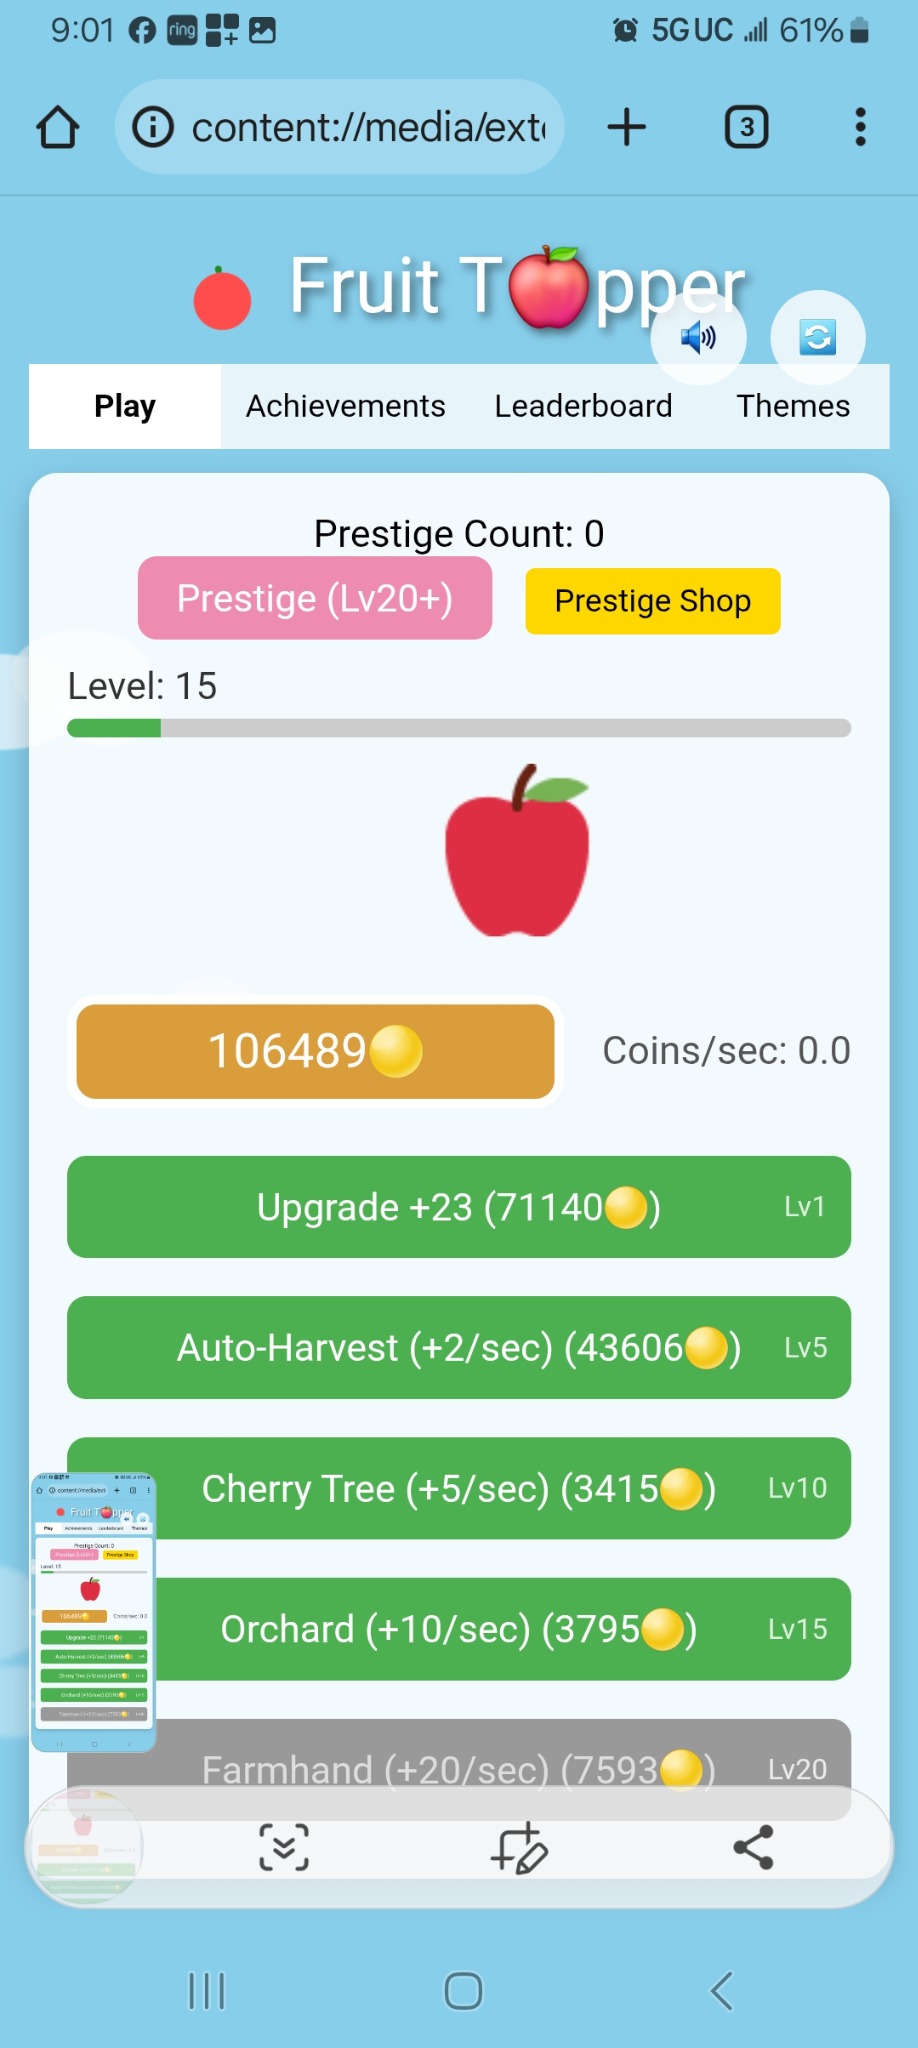 9:01 ring 5G UC 61%
content://media/exte 3
Fruit T🍎pper
Play Achievements Leaderboard Themes
Prestige Count: 0
Prestige (Lv20+) Prestige Shop
Level: 15
106489 Coins/sec: 0.0
Upgrade +23 (71140🟡) Lv1
Auto-Harvest (+2/sec) (43606🟡) Lv5
Cherry Tree (+5/sec) (3415🟡) Lv10
Orchard (+10/sec) (3795🟡) Lv15
Farmhand (+20/sec) (7593🟡) Lv20